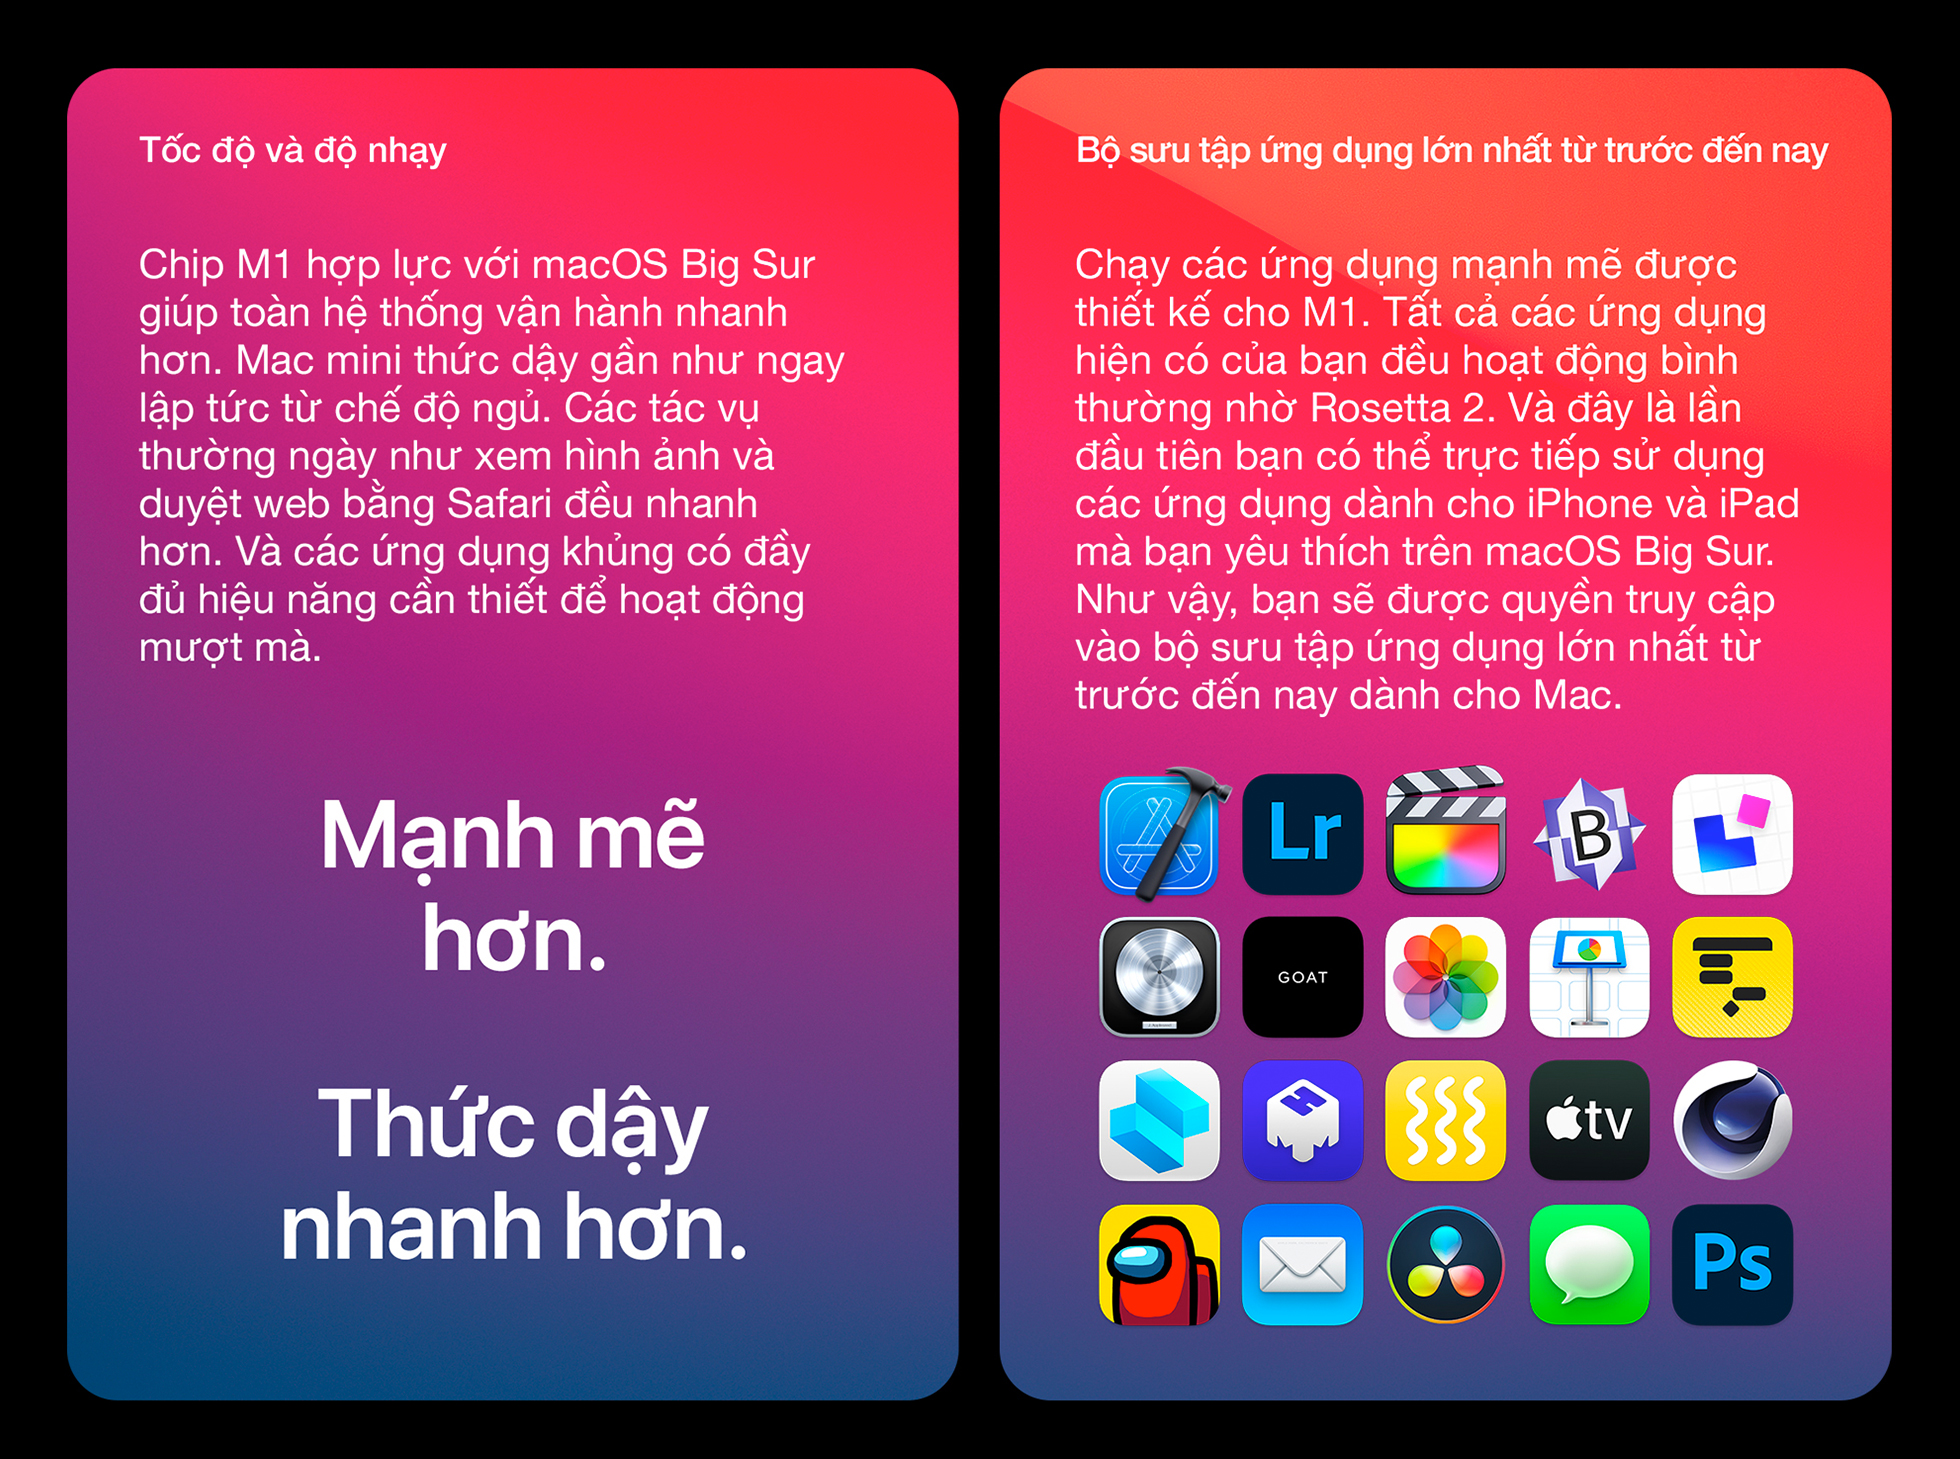 Tốc độ và độ nhạy
Chip M1 hợp lực với macOS Big Sur
giúp toàn hệ thống vận hành nhanh
hơn. Mac mini thức dậy gần như ngay
lập tức từ chế độ ngủ. Các tác vụ
thường ngày như xem hình ảnh và
duyệt web bằng Safari đều nhanh
hơn. Và các ứng dụng khủng có đầy
đủ hiệu năng cần thiết để hoạt động
mượt mà.
Mạnh mẽ
hơn.
Thức dậy
nhanh hơn.
Bộ sưu tập ứng dụng lớn nhất từ trước đến nay
Chạy các ứng dụng mạnh mẽ được
thiết kế cho M1. Tất cả các ứng dụng
hiện có của bạn đều hoạt động bình
thường nhờ Rosetta 2. Và đây là lần
đầu tiên bạn có thể trực tiếp sử dụng
các ứng dụng dành cho iPhone và iPad
mà bạn yêu thích trên macOS Big Sur.
Như vậy, bạn sẽ được quyền truy cập
vào bộ sưu tập ứng dụng lớn nhất từ
trước đến nay dành cho Mac.
Lr
B
GOAT
tv
Ps